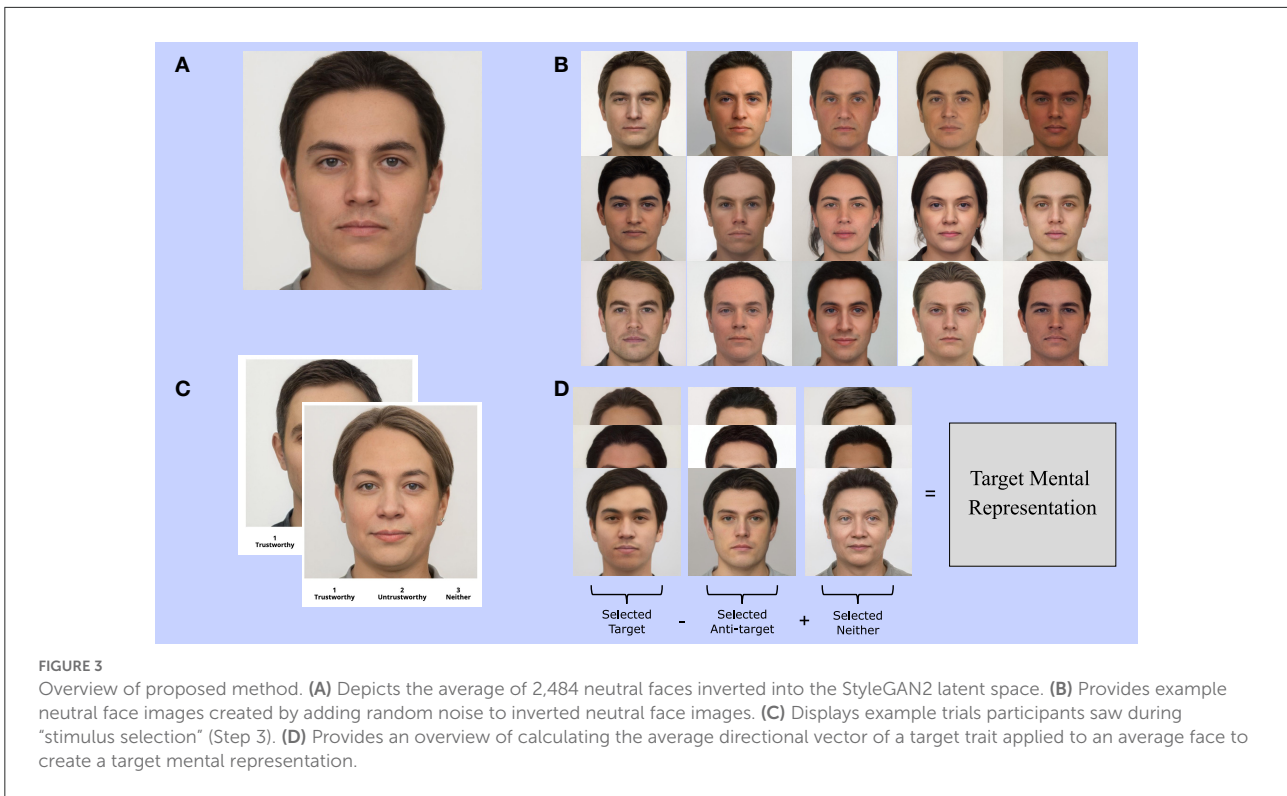 A
B
C
1
Trustworthy
1 2 3
Trustworthy Untrustworthy Neither
D
= Target Mental
Representation
Selected
Target - Selected
Anti-target + Selected
Neither
FIGURE 3
Overview of proposed method. (A) Depicts the average of 2,484 neutral faces inverted into the StyleGAN2 latent space. (B) Provides example
neutral face images created by adding random noise to inverted neutral face images. (C) Displays example trials participants saw during
"stimulus selection" (Step 3). (D) Provides an overview of calculating the average directional vector of a target trait applied to an average face to
create a target mental representation.